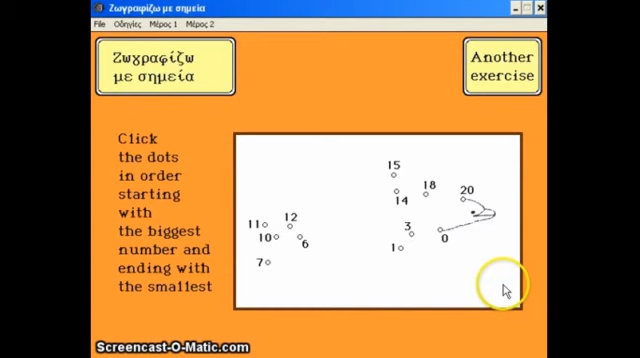 Ζωγραφίζω με σημεία
File Οδηγίες Μέρος 1 Μέρος 2
Ζωγραφίζω
με σημεία
Another
exercise
Click
the dots
in order
starting
with
the biggest
number and
ending with
the smallest
15
14
18
20
12
11
10
6
3
0
1
7
Screencast-O-Matic.com